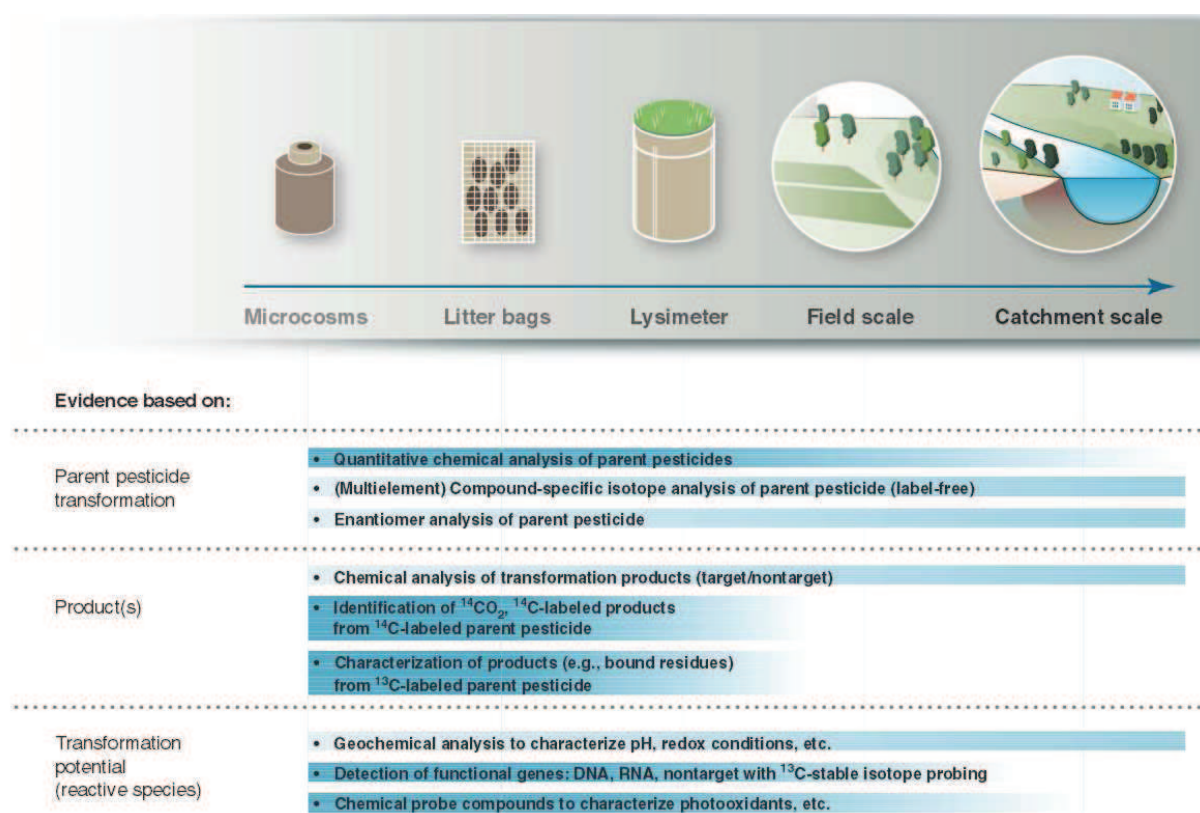 Microcosms
Litter bags
Lysimeter
Field scale
Catchment scale
Evidence based on:
Parent pesticide
transformation
• Quantitative chemical analysis of parent pesticides
• (Multielement) Compound-specific isotope analysis of parent pesticide (label-free)
• Enantiomer analysis of parent pesticide
Product(s)
• Chemical analysis of transformation products (target/nontarget)
• Identification of ¹⁴CO₂, ¹⁴C-labeled products
from ¹⁴C-labeled parent pesticide
• Characterization of products (e.g., bound residues)
from ¹³C-labeled parent pesticide
Transformation
potential
(reactive species)
• Geochemical analysis to characterize pH, redox conditions, etc.
• Detection of functional genes: DNA, RNA, nontarget with ¹³C-stable isotope probing
• Chemical probe compounds to characterize photooxidants, etc.